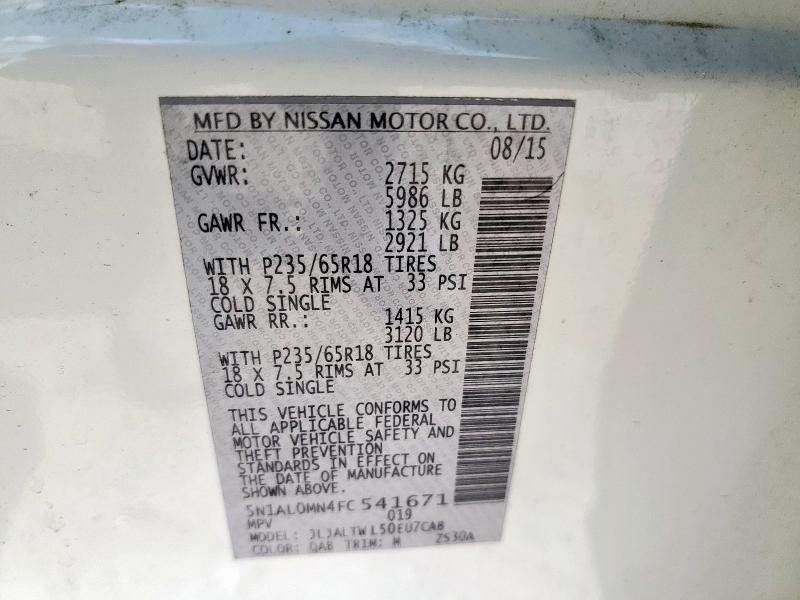 MFD BY NISSAN MOTOR CO., LTD.
DATE: 08/15
GVWR: 2715 KG
5986 LB
GAWR FR.: 1325 KG
2921 LB
WITH P235/65R18 TIRES
18 X 7.5 RIMS AT 33 PSI
COLD SINGLE
GAWR RR.: 1415 KG
3120 LB
WITH P235/65R18 TIRES
18 X 7.5 RIMS AT 33 PSI
COLD SINGLE
THIS VEHICLE CONFORMS TO
ALL APPLICABLE FEDERAL
MOTOR VEHICLE SAFETY AND
THEFT PREVENTION
STANDARDS IN EFFECT ON
THE DATE OF MANUFACTURE
SHOWN ABOVE.
5N1AL0MN4FC541671
MPV 019
MODEL: JLJALTWL50EU7CAB
COLOR: QAB TRIM: M ZS30A